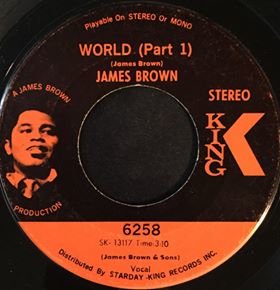 Playable On STEREO Or MONO
WORLD (Part 1)
(James Brown)
JAMES BROWN
STEREO
A JAMES BROWN
PRODUCTION
KING
K
6258
SK-13117 Time: 3:10
(James Brown & Sons)
Vocal
Distributed By STARDAY-KING RECORDS INC.